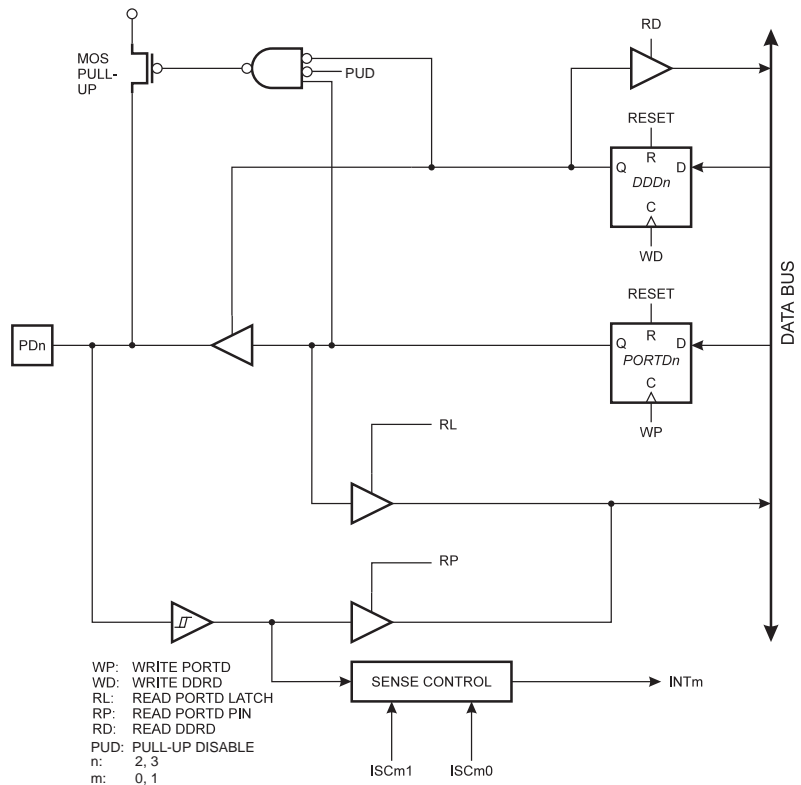 RD
MOS
PULL-
UP
PUD
RESET
R
Q
D
DDDn
C
WD
DATA BUS
RESET
PDn
R
Q
D
PORTDn
C
WP
RL
RP
WP: WRITE PORTD
WD: WRITE DDRD
RL: READ PORTD LATCH
RP: READ PORTD PIN
RD: READ DDRD
PUD: PULL-UP DISABLE
n: 2, 3
m: 0, 1
SENSE CONTROL
INTm
ISCm1
ISCm0